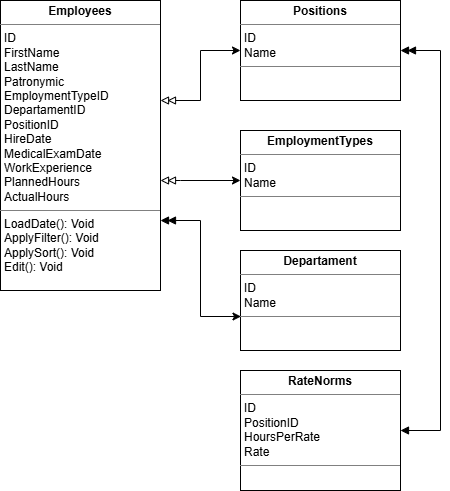 Employees
ID
FirstName
LastName
Patronymic
EmploymentTypeID
DepartamentID
PositionID
HireDate
MedicalExamDate
WorkExperience
PlannedHours
ActualHours
LoadDate(): Void
ApplyFilter(): Void
ApplySort(): Void
Edit(): Void
Positions
ID
Name
EmploymentTypes
ID
Name
Departament
ID
Name
RateNorms
ID
PositionID
HoursPerRate
Rate